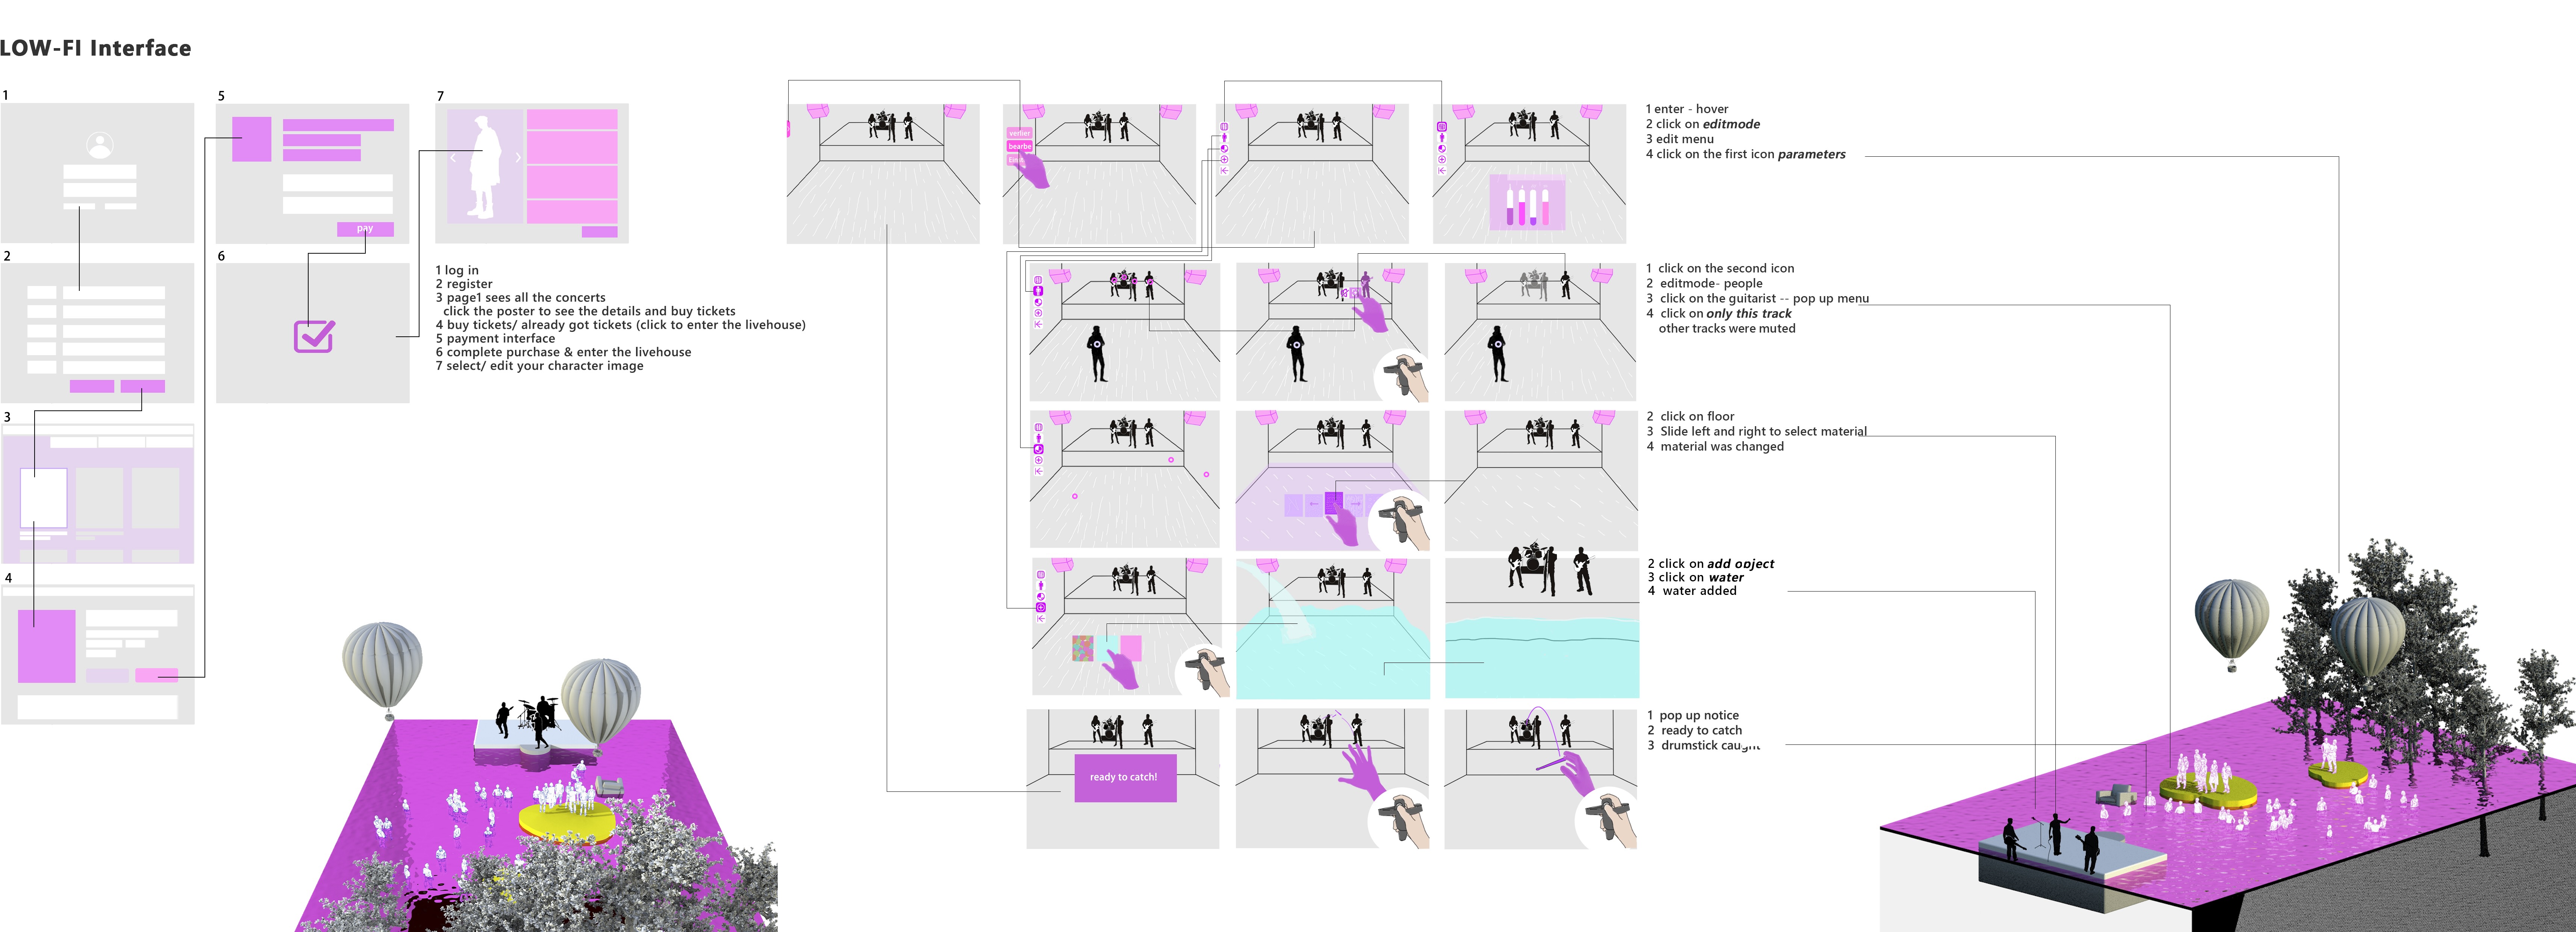 LOW-FI Interface
1
5
7
pay
2
6
1 log in
2 register
3 page1 sees all the concerts
click the poster to see the details and buy tickets
4 buy tickets/ already got tickets (click to enter the livehouse)
5 payment interface
6 complete purchase & enter the livehouse
7 select/ edit your character image
3
4
verlier
bearbe
1 enter - hover
2 click on editmode
3 edit menu
4 click on the first icon parameters
1 click on the second icon
2 editmode- people
3 click on the guitarist -- pop up menu
4 click on only this track
other tracks were muted
2 click on floor
3 Slide left and right to select material
4 material was changed
2 click on add object
3 click on water
4 water added
ready to catch!
1 pop up notice
2 ready to catch
3 drumstick caught